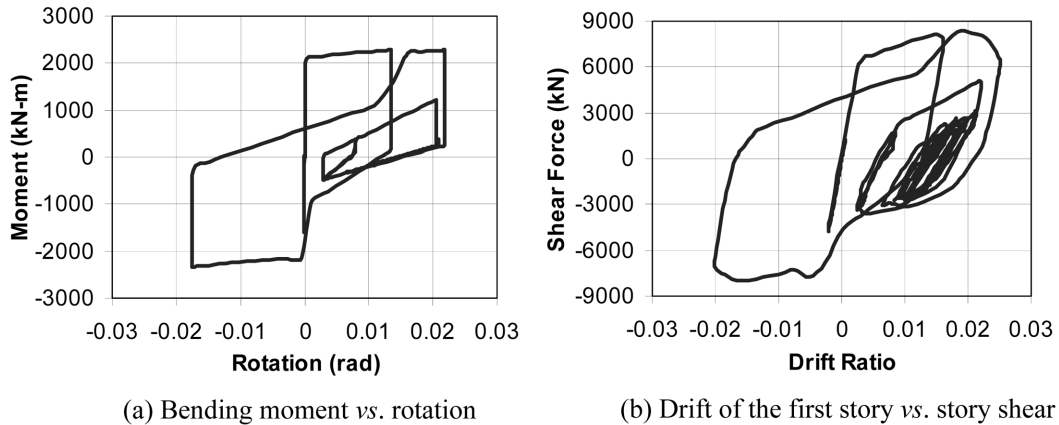 3000
2000
1000
0
-1000
-2000
-3000
Moment (kN-m)
-0.03 -0.02 -0.01 0 0.01 0.02 0.03
Rotation (rad)
(a) Bending moment vs. rotation
9000
6000
3000
0
-3000
-6000
-9000
Shear Force (kN)
-0.03 -0.02 -0.01 0 0.01 0.02 0.03
Drift Ratio
(b) Drift of the first story vs. story shear